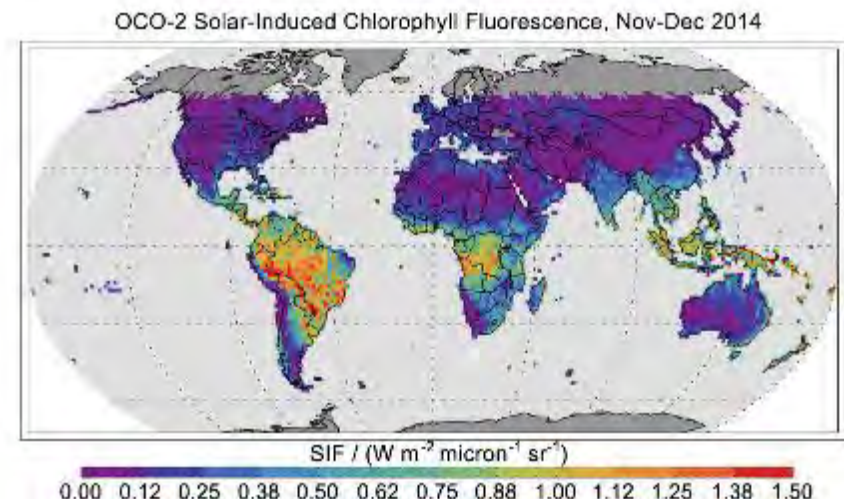 OCO-2 Solar-Induced Chlorophyll Fluorescence, Nov-Dec 2014
SIF / (W m⁻² micron⁻¹ sr⁻¹)
0.00 0.12 0.25 0.38 0.50 0.62 0.75 0.88 1.00 1.12 1.25 1.38 1.50